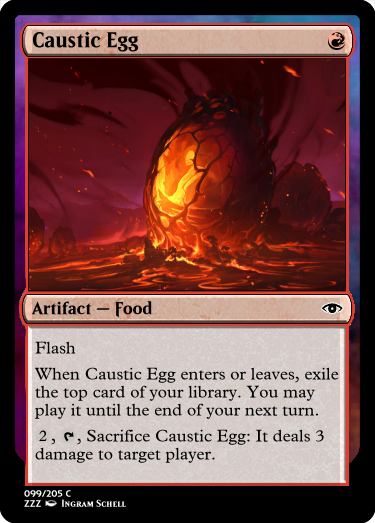 Caustic Egg
Artifact — Food
Flash
When Caustic Egg enters or leaves, exile
the top card of your library. You may
play it until the end of your next turn.
2 , , Sacrifice Caustic Egg: It deals 3
damage to target player.
099/205 C
ZZZ Ingram Schell